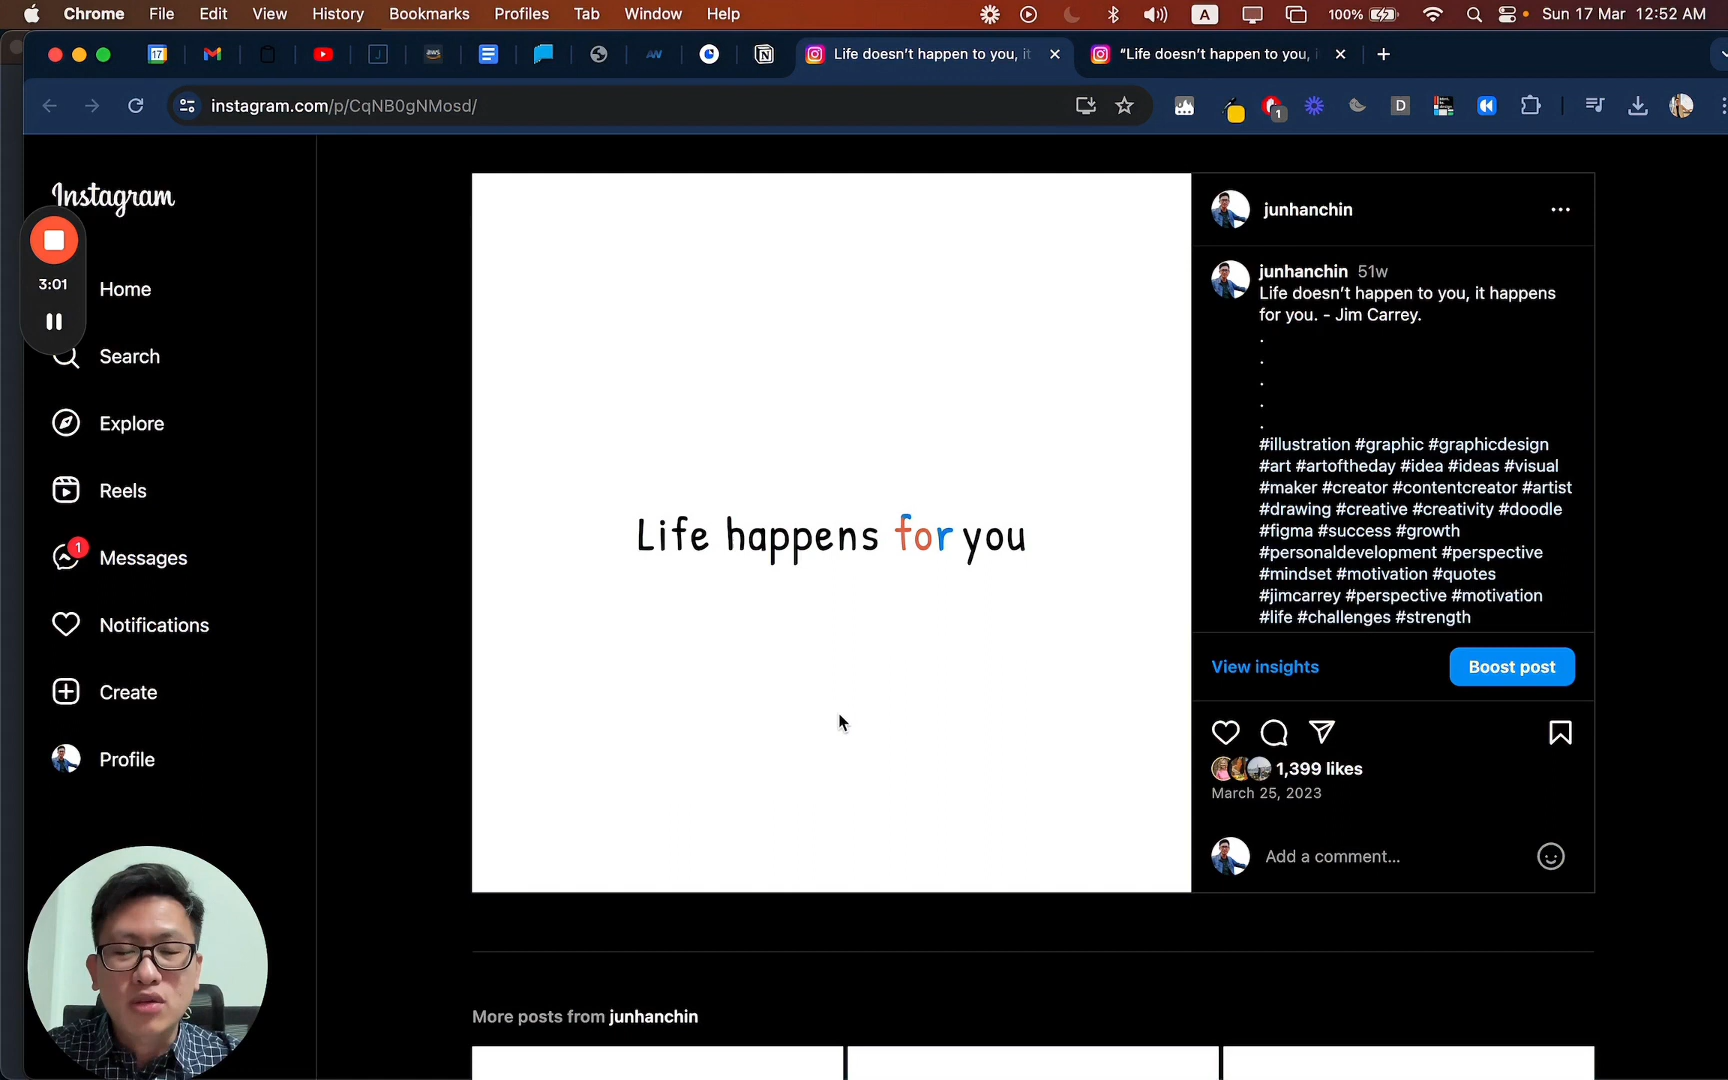 Chrome File Edit View History Bookmarks Profiles Tab Window Help A 100% Sun 17 Mar 12:52 AM
17 J aws Life doesn’t happen to you, it “Life doesn’t happen to you,
instagram.com/p/CqNB0gNMosd/ D 1
Instagram
3:01
Home
Search
Explore
Reels
1
Messages
Notifications
Create
Profile
Life happens for you
junhanchin
junhanchin 51w
Life doesn’t happen to you, it happens
for you. - Jim Carrey.
.
.
.
.
.
#illustration #graphic #graphicdesign
#art #artoftheday #idea #ideas #visual
#maker #creator #contentcreator #artist
#drawing #creative #creativity #doodle
#figma #success #growth
#personaldevelopment #perspective
#mindset #motivation #quotes
#jimcarrey #perspective #motivation
#life #challenges #strength
View insights Boost post
1,399 likes
March 25, 2023
Add a comment...
More posts from junhanchin